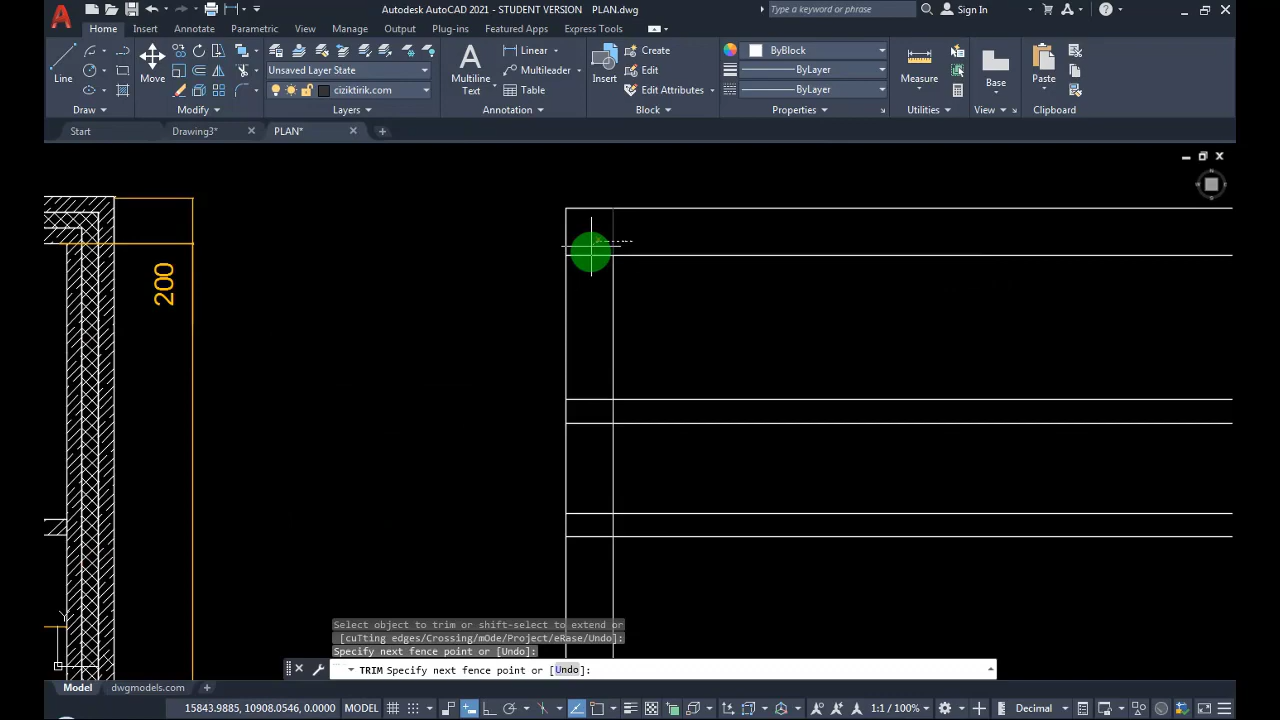 Autodesk AutoCAD 2021 - STUDENT VERSION PLAN.dwg
Type a keyword or phrase
Sign In
Home Insert Annotate Parametric View Manage Output Plug-ins Featured Apps Express Tools
Line
Draw
Move
Modify
Unsaved Layer State
ciziktirik.com
Layers
Multiline
Text
Linear
Multileader
Table
Annotation
Insert
Create
Edit
Edit Attributes
Block
ByBlock
ByLayer
ByLayer
Properties
Measure
Utilities
Base
View
Paste
Clipboard
Start
Drawing3*
PLAN*
N
200
Y
Select object to trim or shift-select to extend or
[cuTting edges/Crossing/mOde/Project/eRase/Undo]:
Specify next fence point or [Undo]:
TRIM Specify next fence point or [Undo]:
Model dwgmodels.com
15843.9885, 10908.0546, 0.0000 MODEL 1:1 / 100% Decimal